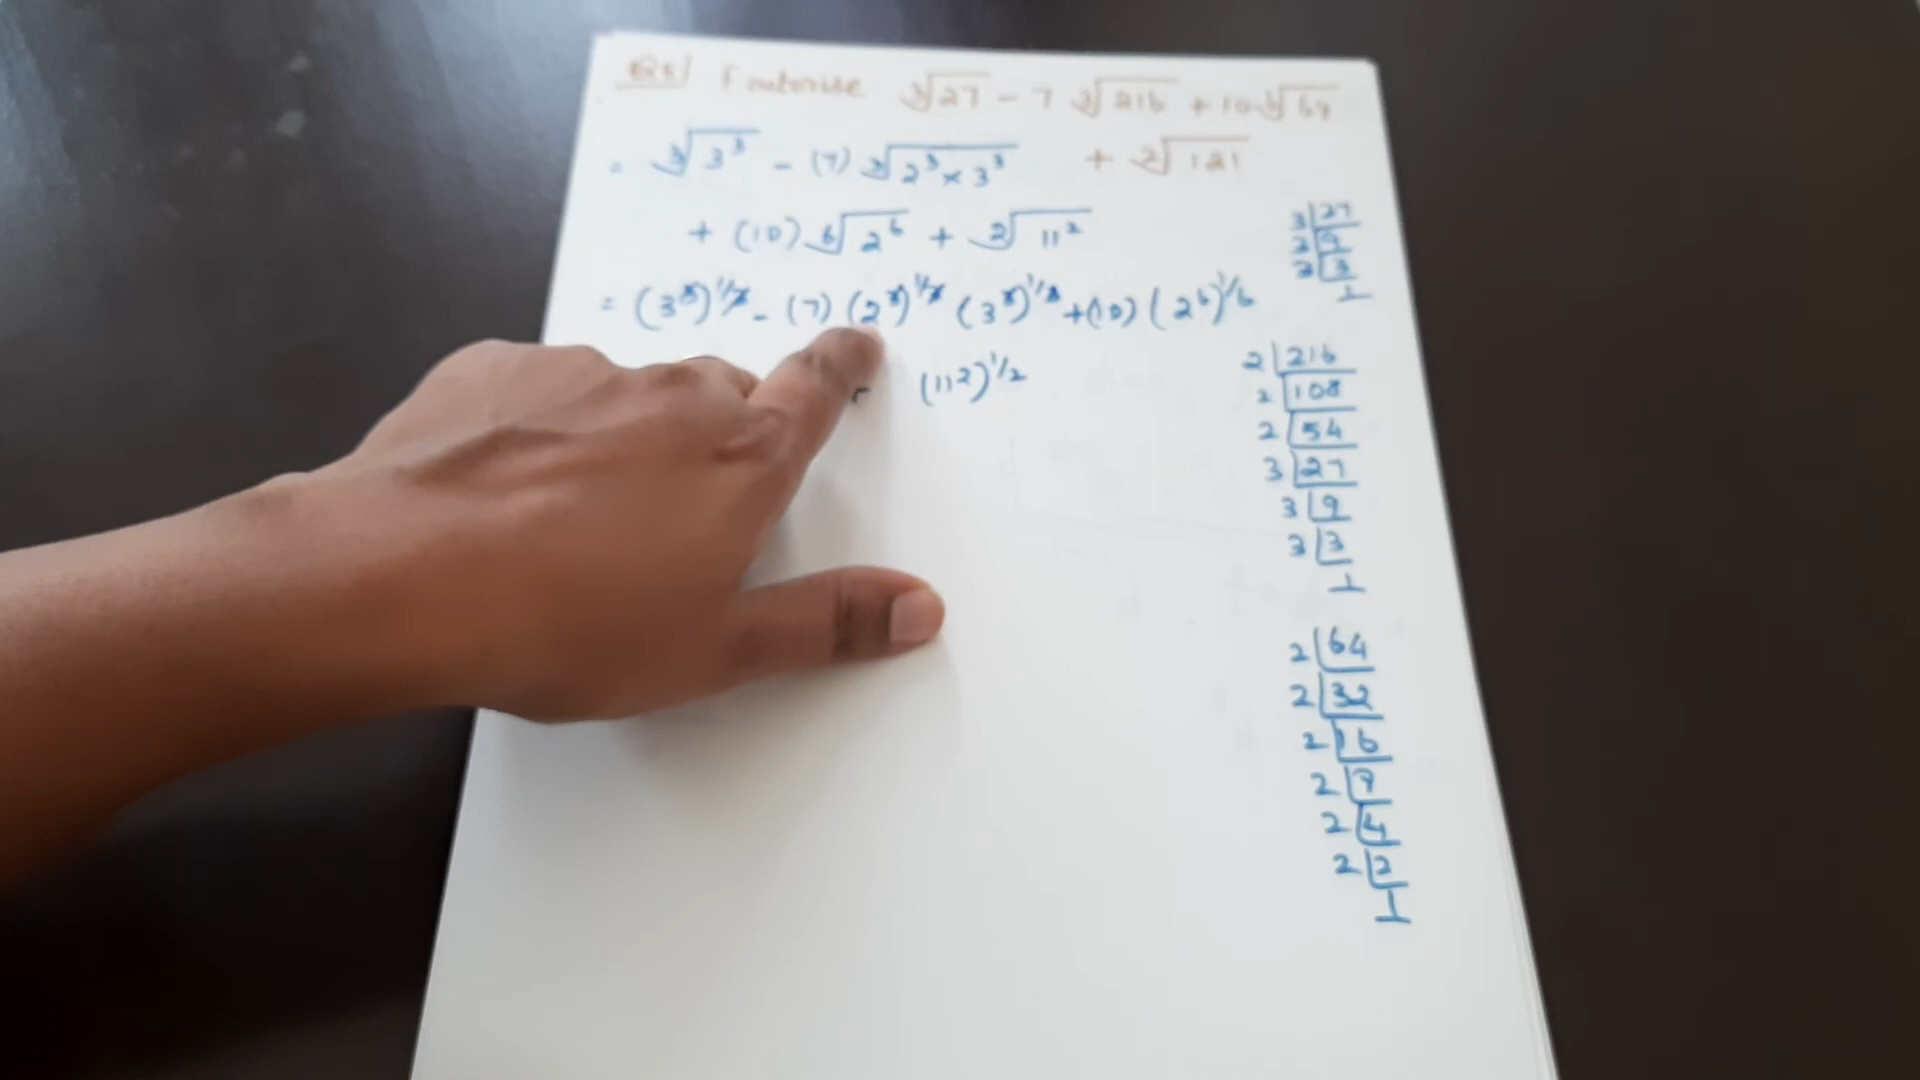 Q5] Factorise ∛27 - 7 ∛216 + 10 ⁶√64
+ ²√121
= ∛3³ - (7) ∛2³×3³
+ (10) ⁶√2⁶ + ²√11²
= (3³)^1/3 - (7) (2³)^1/3 (3³)^1/3 + (10) (2⁶)^1/6
(11²)^1/2
3 | 27
3 | 9
3 | 3
1
2 | 216
2 | 108
2 | 54
3 | 27
3 | 9
3 | 3
1
2 | 64
2 | 32
2 | 16
2 | 8
2 | 4
2 | 2
1